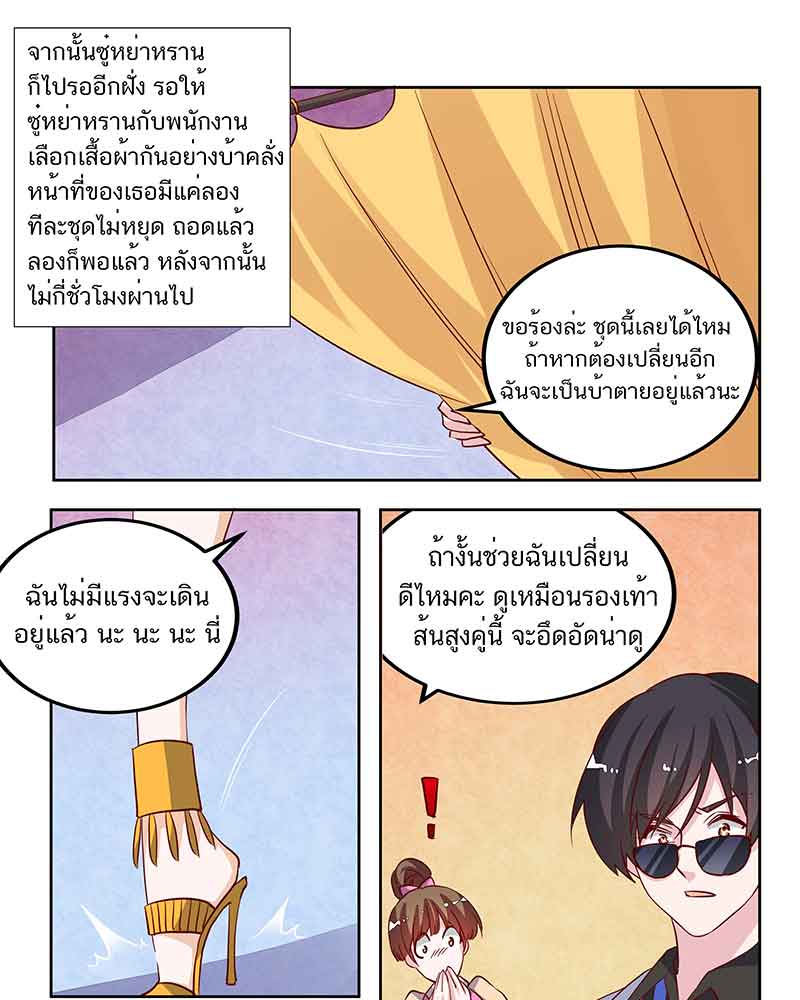 จากนั้นซู๋หย่าหราน
ก็ไปรออีกฝั่ง รอให้
ซู๋หย่าหรานกับพนักงาน
เลือกเสื้อผ้ากันอย่างบ้าคลั่ง
หน้าที่ของเธอมีแค่ลอง
ทีละชุดไม่หยุด ถอดแล้ว
ลองก็พอแล้ว หลังจากนั้น
ไม่กี่ชั่วโมงผ่านไป
ขอร้องล่ะ ชุดนี้เลยได้ไหม
ถ้าหากต้องเปลี่ยนอีก
ฉันจะเป็นบ้าตายอยู่แล้วนะ
ฉันไม่มีแรงจะเดิน
อยู่แล้ว นะ นะ นะ นี่
ถ้างั้นช่วยฉันเปลี่ยน
ดีไหมคะ ดูเหมือนรองเท้า
ส้นสูงคู่นี้ จะอึดอัดน่าดู